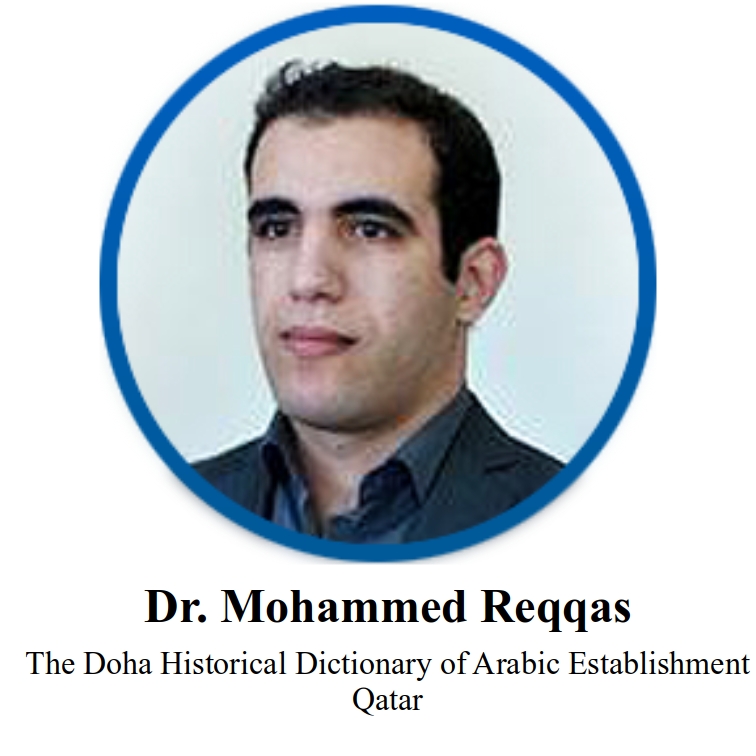 Dr. Mohammed Reqqas
The Doha Historical Dictionary of Arabic Establishment
Qatar